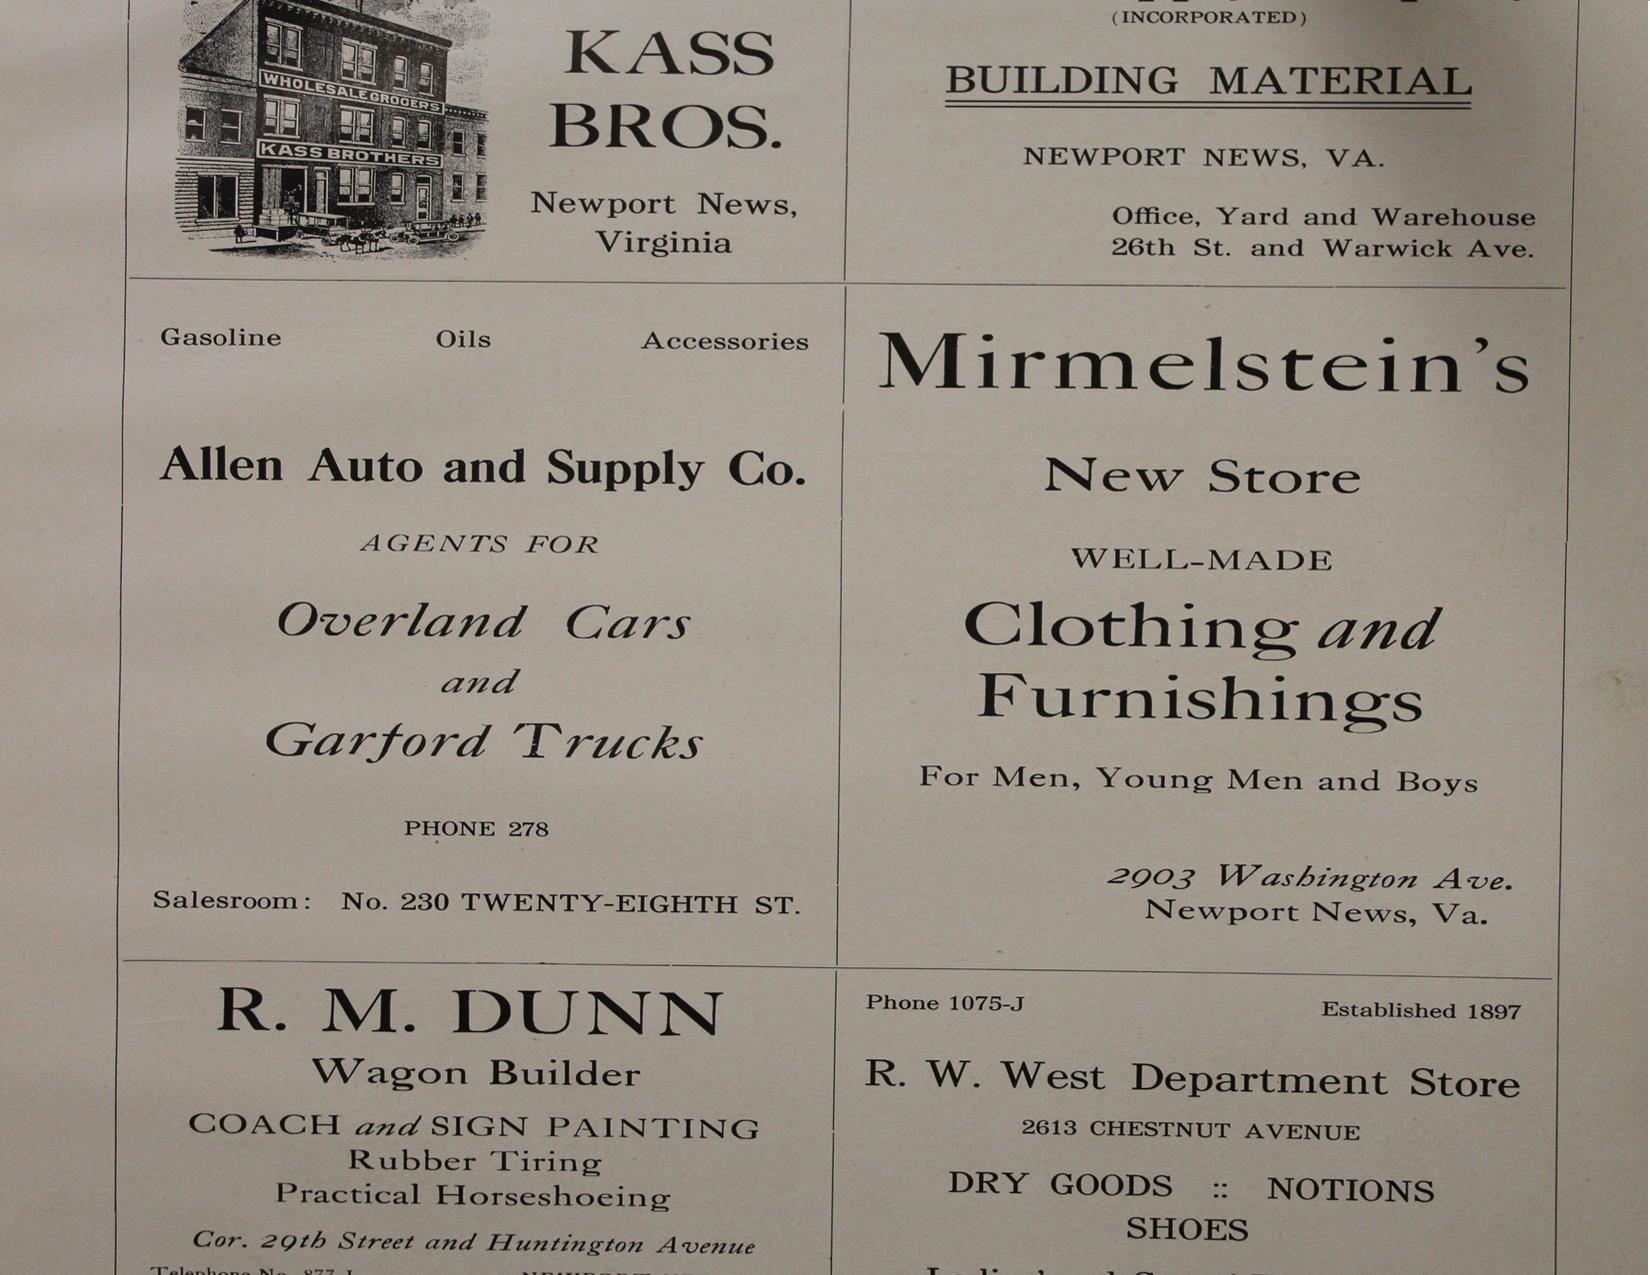 WHOLESALE GROCERS
KASS BROTHERS
KASS
BROS.
Newport News,
Virginia
(INCORPORATED)
BUILDING MATERIAL
NEWPORT NEWS, VA.
Office, Yard and Warehouse
26th St. and Warwick Ave.
Gasoline Oils Accessories
Allen Auto and Supply Co.
AGENTS FOR
Overland Cars
and
Garford Trucks
PHONE 278
Salesroom: No. 230 TWENTY-EIGHTH ST.
Mirmelstein's
New Store
WELL-MADE
Clothing and
Furnishings
For Men, Young Men and Boys
2903 Washington Ave.
Newport News, Va.
R. M. DUNN
Wagon Builder
COACH and SIGN PAINTING
Rubber Tiring
Practical Horseshoeing
Cor. 29th Street and Huntington Avenue
Telephone No. 877-J
Phone 1075-J Established 1897
R. W. West Department Store
2613 CHESTNUT AVENUE
DRY GOODS :: NOTIONS
SHOES